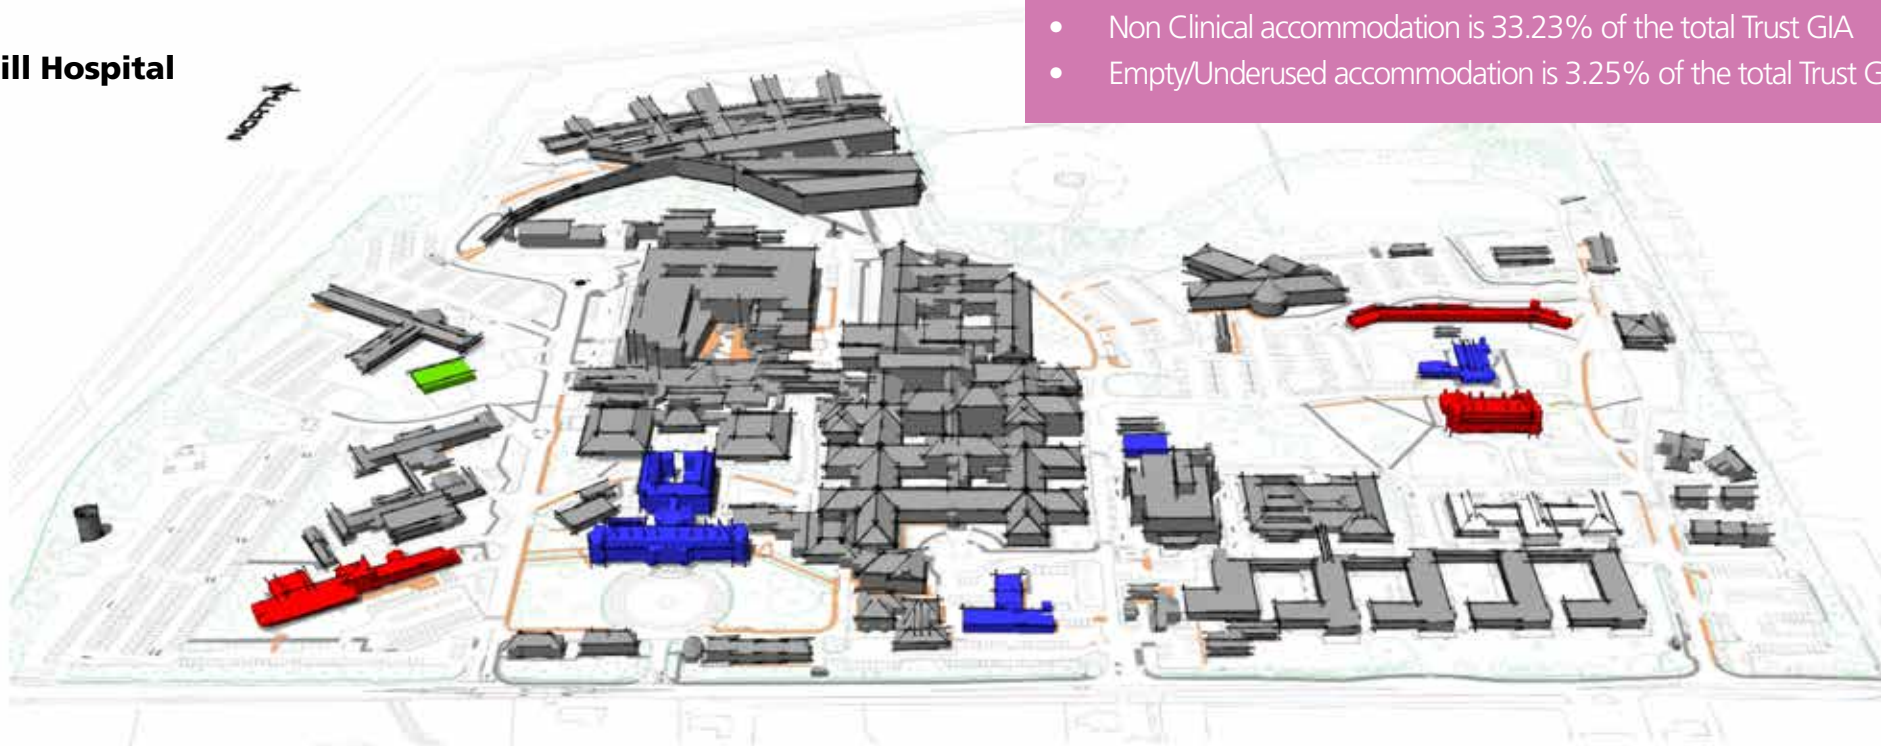 • Non Clinical accommodation is 33.23% of the total Trust GIA
ill Hospital
• Empty/Underused accommodation is 3.25% of the total Trust G
NORTH